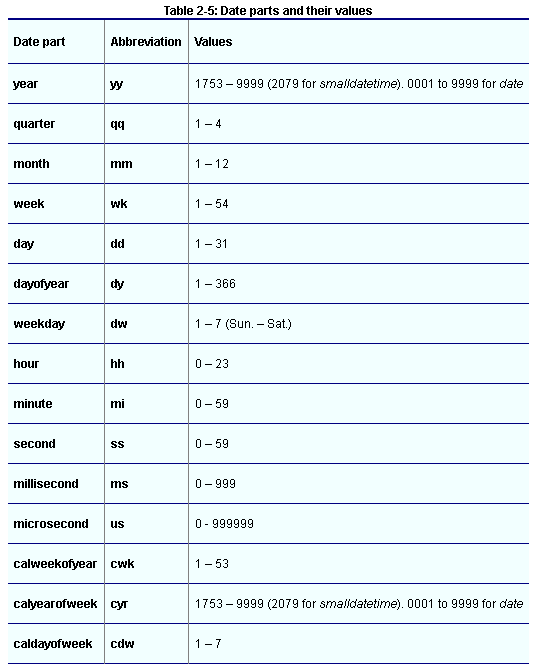 Table 2-5: Date parts and their values
Date part Abbreviation Values
year yy 1753 – 9999 (2079 for smalldatetime). 0001 to 9999 for date
quarter qq 1 – 4
month mm 1 – 12
week wk 1 – 54
day dd 1 – 31
dayofyear dy 1 – 366
weekday dw 1 – 7 (Sun. – Sat.)
hour hh 0 – 23
minute mi 0 – 59
second ss 0 – 59
millisecond ms 0 – 999
microsecond us 0 - 999999
calweekofyear cwk 1 – 53
calyearofweek cyr 1753 – 9999 (2079 for smalldatetime). 0001 to 9999 for date
caldayofweek cdw 1 – 7